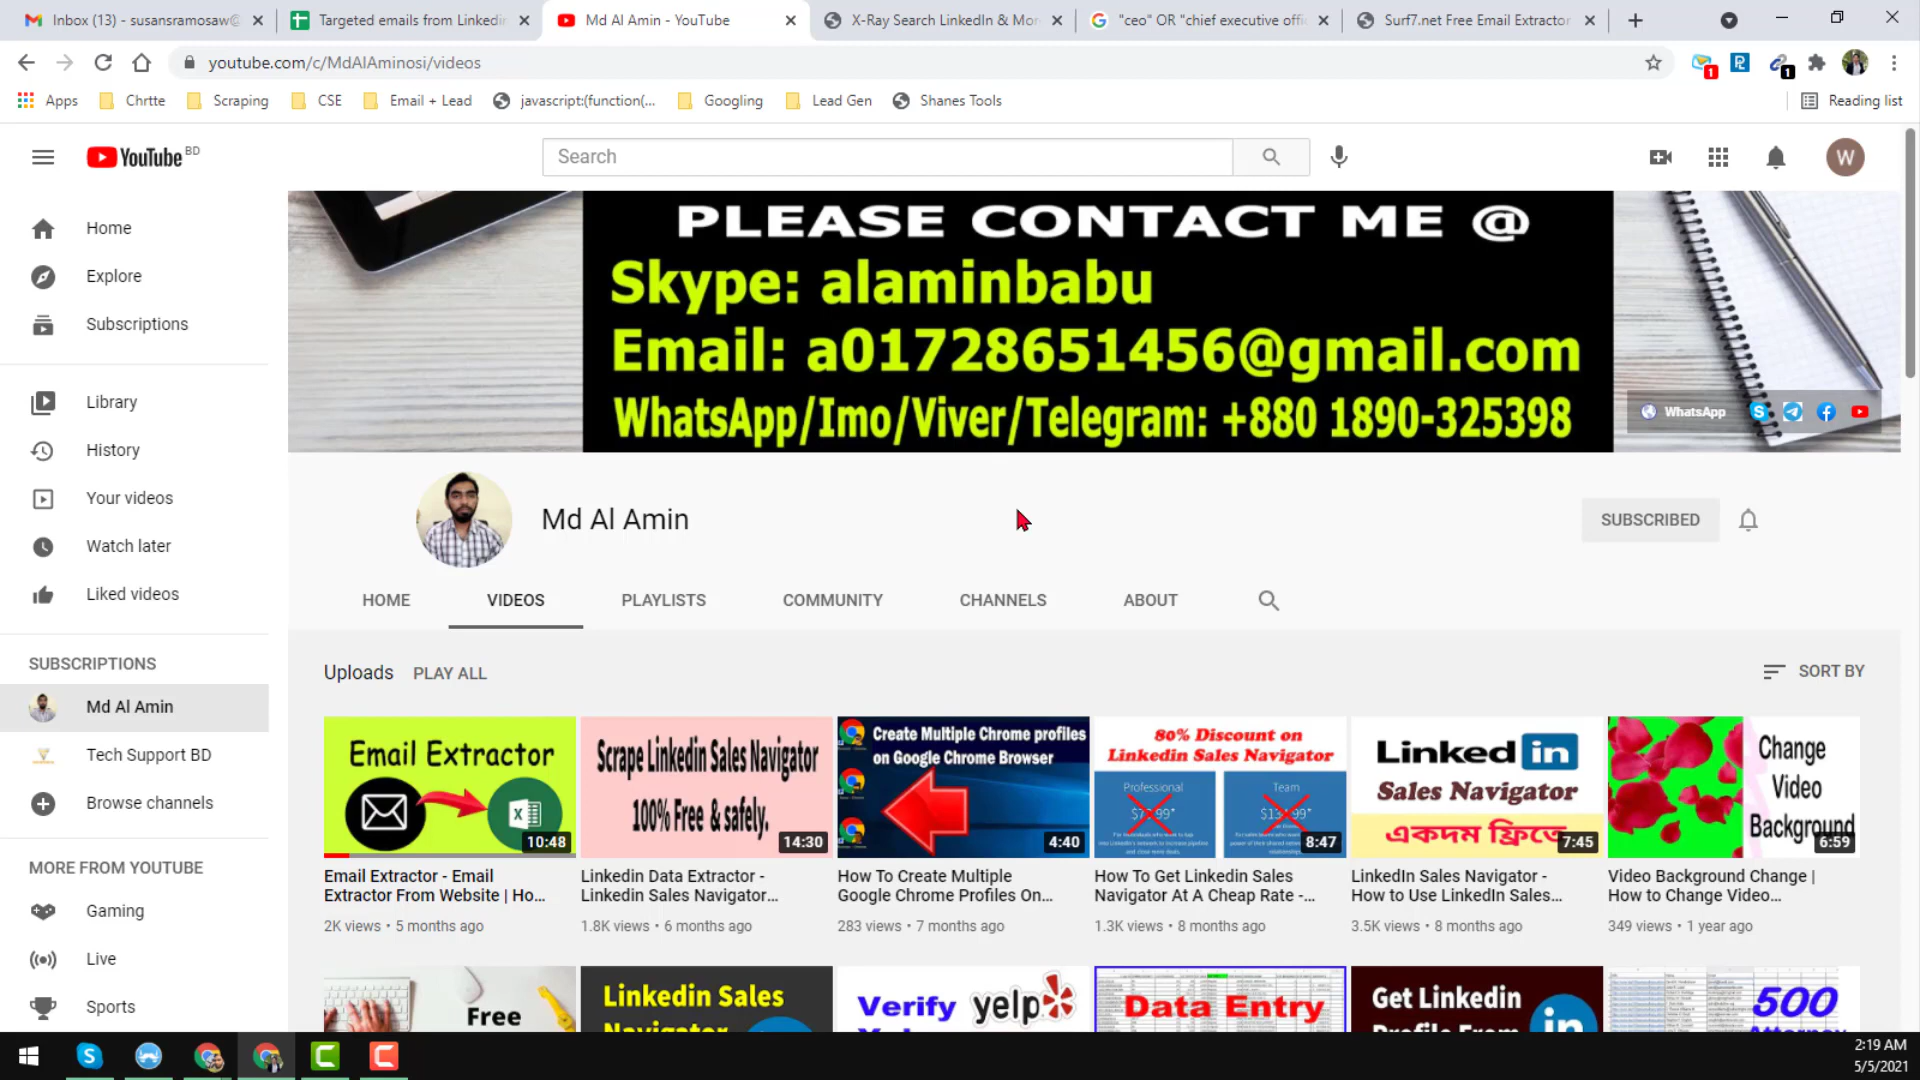 Inbox (13) - susansramosaw@
Targeted emails from Linkedin
Md Al Amin - YouTube
X-Ray Search LinkedIn & Mor
"ceo" OR "chief executive offi
Surf7.net Free Email Extractor
youtube.com/c/MdAlAminosi/videos
1
1
Apps
Chrtte
Scraping
CSE
Email + Lead
javascript:(function(...
Googling
Lead Gen
Shanes Tools
Reading list
YouTube BD
Search
W
Home
Explore
Subscriptions
Library
History
Your videos
Watch later
Liked videos
SUBSCRIPTIONS
Md Al Amin
Tech Support BD
Browse channels
MORE FROM YOUTUBE
Gaming
Live
Sports
PLEASE CONTACT ME @
Skype: alaminbabu
Email: a01728651456@gmail.com
WhatsApp/Imo/Viver/Telegram: +880 1890-325398
WhatsApp
Md Al Amin
SUBSCRIBED
HOME
VIDEOS
PLAYLISTS
COMMUNITY
CHANNELS
ABOUT
Uploads
PLAY ALL
SORT BY
Email Extractor
10:48
Email Extractor - Email
Extractor From Website | Ho...
2K views • 5 months ago
Scrape Linkedin Sales Navigator
100% Free & safely.
14:30
Linkedin Data Extractor -
Linkedin Sales Navigator...
1.8K views • 6 months ago
Create Multiple Chrome profiles
on Google Chrome Browser
4:40
How To Create Multiple
Google Chrome Profiles On...
283 views • 7 months ago
80% Discount on
Linkedin Sales Navigator
Professional
Team
8:47
How To Get Linkedin Sales
Navigator At A Cheap Rate -...
1.3K views • 8 months ago
Linked in
Sales Navigator
একদম ফ্রিতে
7:45
LinkedIn Sales Navigator -
How to Use LinkedIn Sales...
3.5K views • 8 months ago
Change
Video
Background
6:59
Video Background Change |
How to Change Video...
349 views • 1 year ago
Free
Linkedin Sales
Navigator
Verify yelp
Data Entry
Get Linkedin
Profile From
in
500
Attorney
2:19 AM
5/5/2021